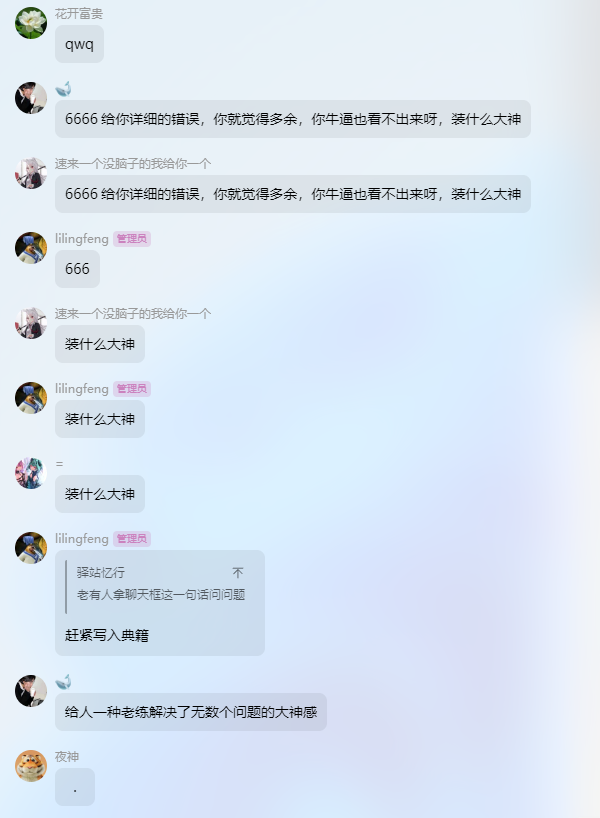 花开富贵
qwq
6666 给你详细的错误，你就觉得多余，你牛逼也看不出来呀，装什么大神
速来一个没脑子的我给你一个
6666 给你详细的错误，你就觉得多余，你牛逼也看不出来呀，装什么大神
lilingfeng 管理员
666
速来一个没脑子的我给你一个
装什么大神
lilingfeng 管理员
装什么大神
=
装什么大神
lilingfeng 管理员
驿站忆行 不
老有人拿聊天框这一句话问问题
赶紧写入典籍
给人一种老练解决了无数个问题的大神感
夜神
.